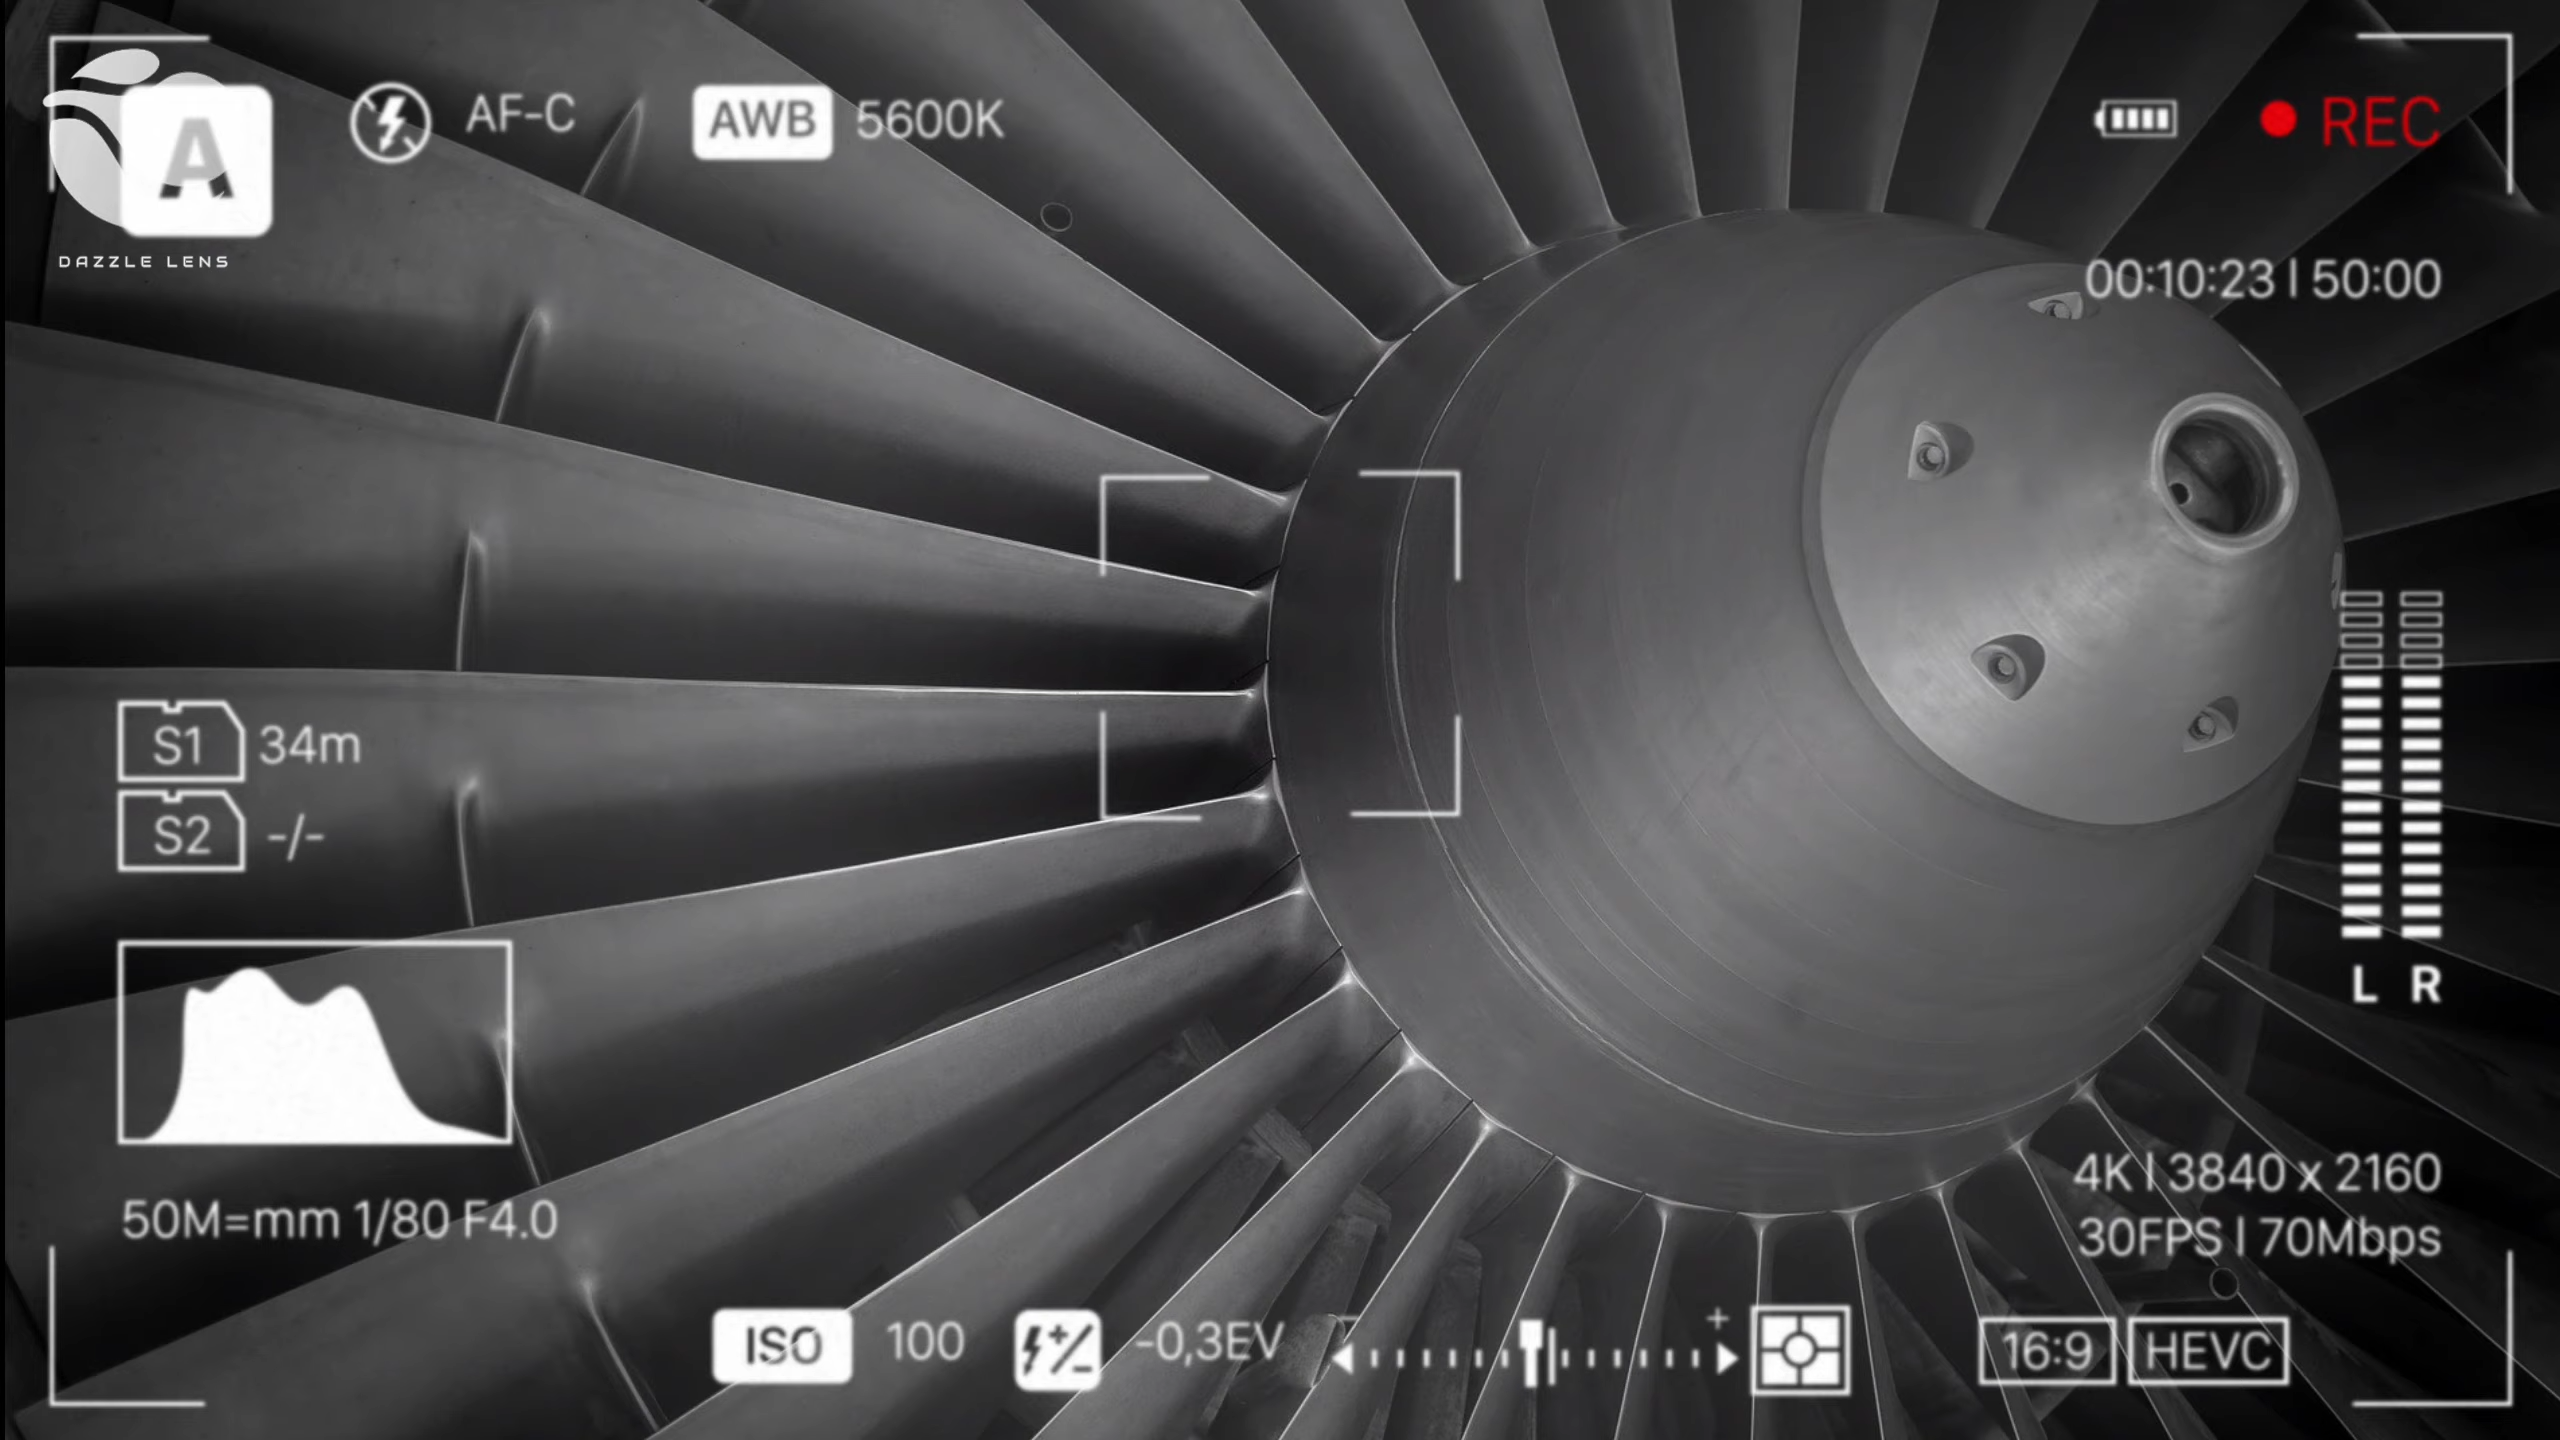 A
AF-C
AWB 5600K
REC
DAZZLE LENS
00:10:23 | 50:00
S1 34m
S2 -/-
L R
50M=mm 1/80 F4.0
4K | 3840 x 2160
30FPS | 70Mbps
ISO 100 -0,3EV
16:9 HEVC